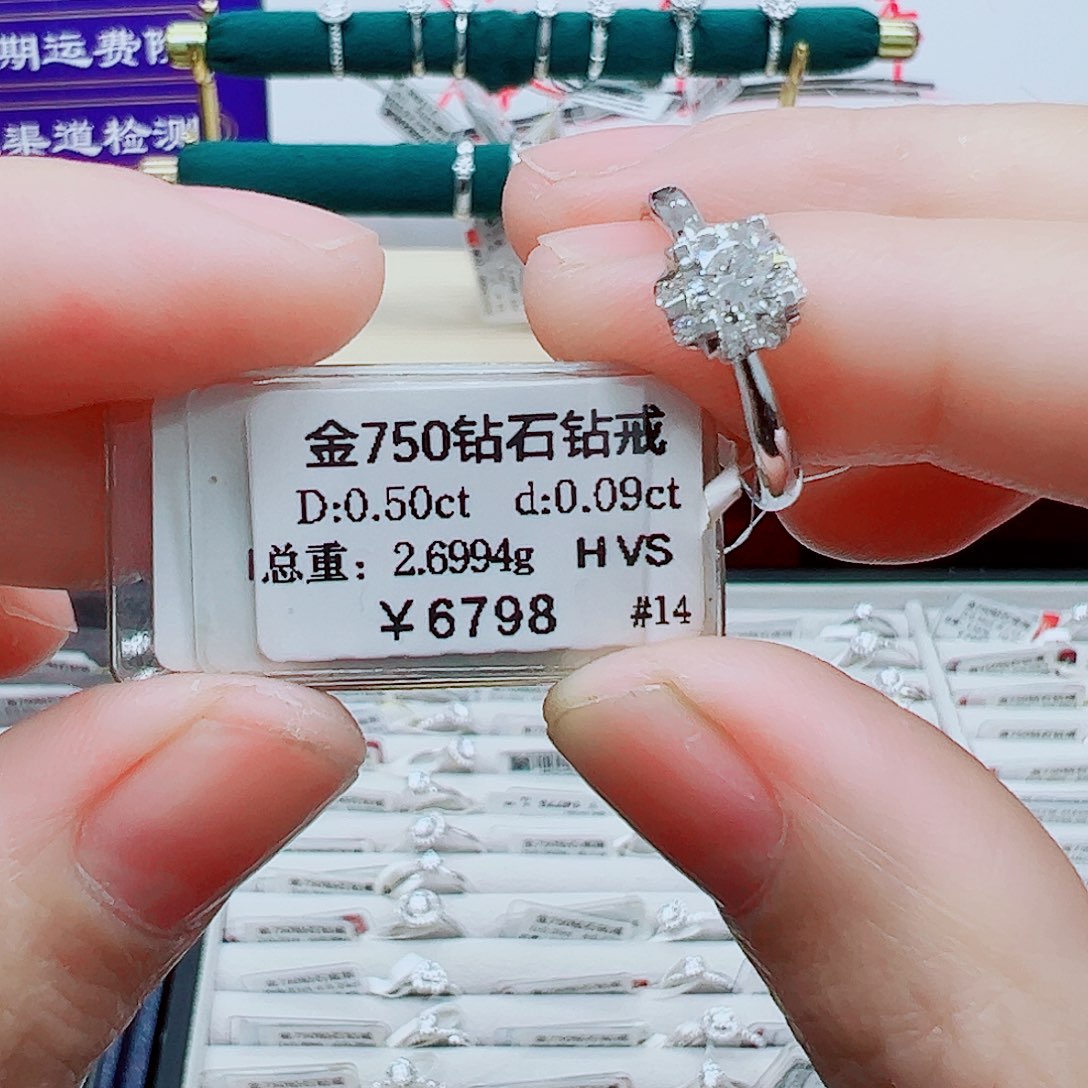 期运费
渠道检测
金750钻石钻戒
D:0.50ct d:0.09ct
总重：2.6994g H VS
￥6798 #14